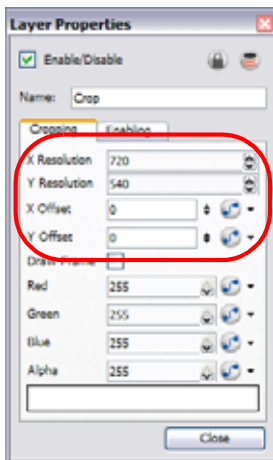 Layer Properties
Enable/Disable
Name: Crop
Cropping Enabling
X Resolution 720
Y Resolution 540
X Offset 0
Y Offset 0
Draw Frame
Red 255
Green 255
Blue 255
Alpha 255
Close